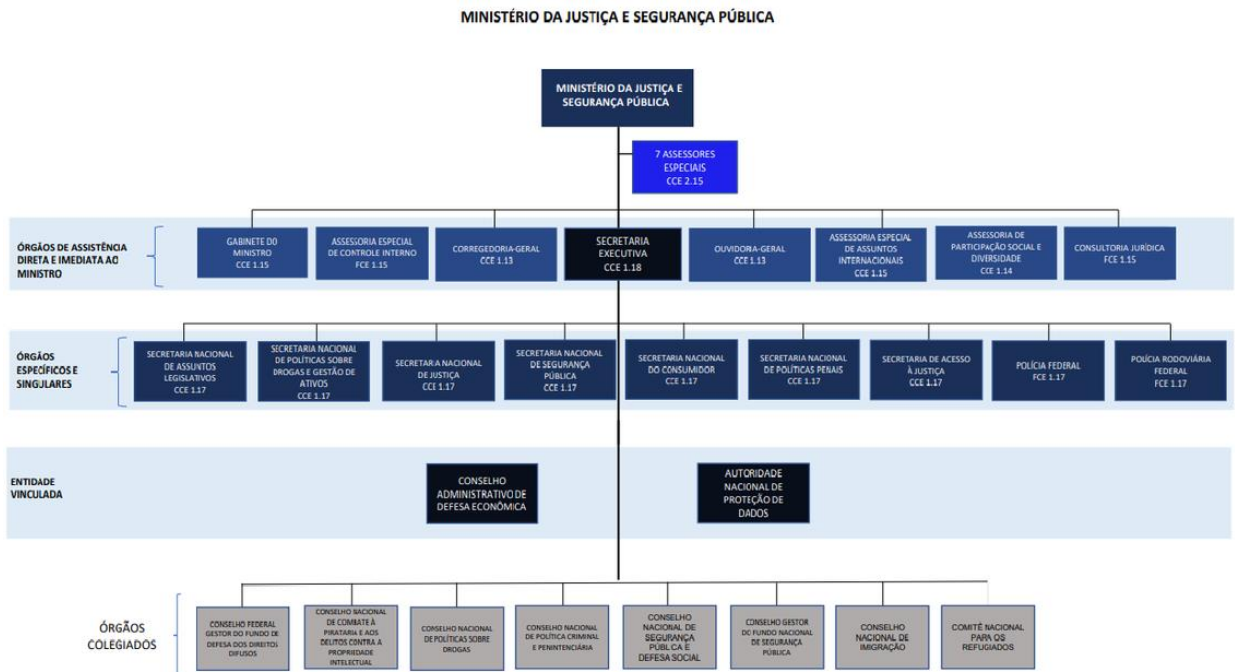 MINISTÉRIO DA JUSTIÇA E SEGURANÇA PÚBLICA
MINISTÉRIO DA JUSTIÇA E
SEGURANÇA PÚBLICA
7 ASSESSORES
ESPECIAIS
CCE 2.15
ÓRGÃOS DE ASSISTÊNCIA
DIRETA E IMEDIATA AO
MINISTRO
GABINETE DO
MINISTRO
CCE 1.15
ASSESSORIA ESPECIAL
DE CONTROLE INTERNO
FCE 1.15
CORREGEDORIA-GERAL
CCE 1.13
SECRETARIA
EXECUTIVA
CCE 1.18
OUVIDORIA-GERAL
CCE 1.13
ASSESSORIA ESPECIAL
DE ASSUNTOS
INTERNACIONAIS
CCE 1.15
ASSESSORIA DE
PARTICIPAÇÃO SOCIAL E
DIVERSIDADE
CCE 1.14
CONSULTORIA JURÍDICA
FCE 1.15
ÓRGÃOS
ESPECÍFICOS E
SINGULARES
SECRETARIA NACIONAL
DE ASSUNTOS
LEGISLATIVOS
CCE 1.17
SECRETARIA NACIONAL
DE POLÍTICAS SOBRE
DROGAS E GESTÃO DE
ATIVOS
CCE 1.17
SECRETARIA NACIONAL
DE JUSTIÇA
CCE 1.17
SECRETARIA NACIONAL
DE SEGURANÇA
PÚBLICA
CCE 1.17
SECRETARIA NACIONAL
DO CONSUMIDOR
CCE 1.17
SECRETARIA NACIONAL
DE POLÍTICAS PENAIS
CCE 1.17
SECRETARIA DE ACESSO
À JUSTIÇA
CCE 1.17
POLÍCIA FEDERAL
FCE 1.17
POLÍCIA RODOVIÁRIA
FEDERAL
FCE 1.17
ENTIDADE
VINCULADA
CONSELHO
ADMINISTRATIVO DE
DEFESA ECONÔMICA
AUTORIDADE
NACIONAL DE
PROTEÇÃO DE
DADOS
ÓRGÃOS
COLEGIADOS
CONSELHO FEDERAL
GESTOR DO FUNDO DE
DEFESA DOS DIREITOS
DIFUSOS
CONSELHO NACIONAL
DE COMBATE À
PIRATARIA E AOS
DELITOS CONTRA A
PROPRIEDADE
INTELECTUAL
CONSELHO NACIONAL
DE POLÍTICAS SOBRE
DROGAS
CONSELHO NACIONAL
DE POLÍTICA CRIMINAL
E PENINTENCIÁRIA
CONSELHO
NACIONAL DE
SEGURANÇA
PÚBLICA E
DEFESA SOCIAL
CONSELHO GESTOR
DO FUNDO NACIONAL
DE SEGURANÇA
PÚBLICA
CONSELHO
NACIONAL DE
IMIGRAÇÃO
COMITÊ NACIONAL
PARA OS
REFUGIADOS